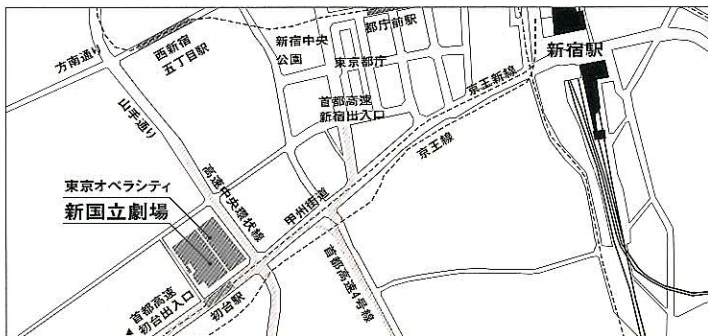 方南通り
西新宿
五丁目駅
新宿中央
公園
都庁前駅
東京都庁
新宿駅
首都高速
新宿出入口
京王新線
京王線
山手通り
高速中央環状線
甲州街道
東京オペラシティ
新国立劇場
首都高速
初台出入口
初台駅
首都高速4号線